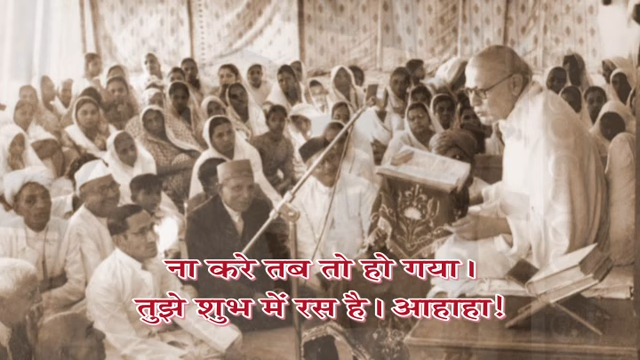 ना करे तब तो हो गया।
तुझे शुभ में रस है। आहाहा!